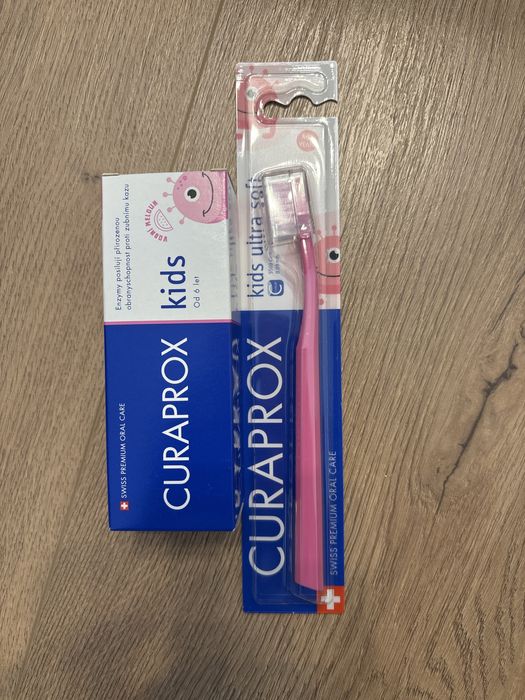 VODNÍ MELOUN
Enzymy posilují přirozenou
obranyschopnost proti zubnímu kazu
kids
Od 6 let
CURAPROX
SWISS PREMIUM ORAL CARE
kids ultra soft
CURAPROX
SWISS PREMIUM ORAL CARE